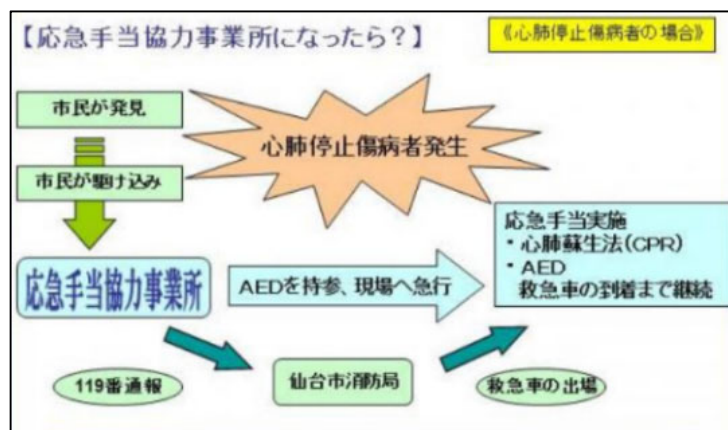 【応急手当協力事業所になったら？】
《心肺停止傷病者の場合》
市民が発見
心肺停止傷病者発生
市民が駆け込み
応急手当協力事業所
AEDを持参、現場へ急行
応急手当実施
・心肺蘇生法(CPR)
・AED
救急車の到着まで継続
119番通報
仙台市消防局
救急車の出場